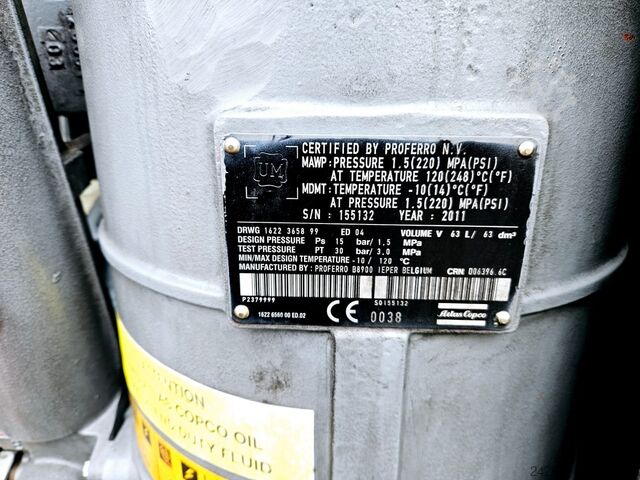 CERTIFIED BY PROFERRO N.V.
MAWP: PRESSURE 1.5(220) MPA(PSI)
AT TEMPERATURE 120(248)°C(°F)
MDMT: TEMPERATURE -10(14)°C(°F)
AT PRESSURE 1.5(220) MPA(PSI)
UM
S/N : 155132 YEAR : 2011
DRWG 1622 3658 99 ED 04 VOLUME V 63 L/ 63 dm³
DESIGN PRESSURE Ps 15 bar/ 1.5 MPa
TEST PRESSURE PT 30 bar/ 3.0 MPa
MIN/MAX DESIGN TEMPERATURE -10 / 120 °C
MANUFACTURED BY: PROFERRO B8900 IEPER BELGIUM CRN: 006396.6C
P2379999 S0155132
1622 6560 00 ED.02 CE 0038 Atlas Copco
COPCO OIL
DUTY FLUID